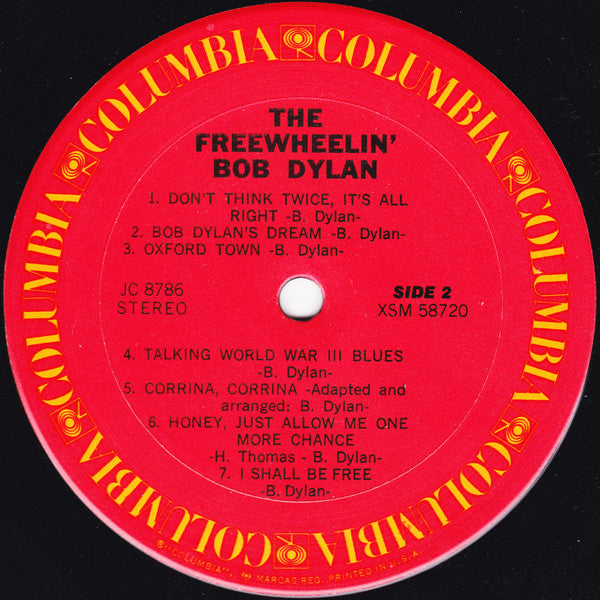 COLUMBIA COLUMBIA COLUMBIA COLUMBIA COLUMBIA COLUMBIA
THE
FREEWHEELIN'
BOB DYLAN
1. DON'T THINK TWICE, IT'S ALL
RIGHT -B. Dylan-
2. BOB DYLAN'S DREAM -B. Dylan-
3. OXFORD TOWN -B. Dylan-
JC 8786
STEREO
SIDE 2
XSM 58720
4. TALKING WORLD WAR III BLUES
-B. Dylan-
5. CORRINA, CORRINA -Adapted and
arranged: B. Dylan-
6. HONEY, JUST ALLOW ME ONE
MORE CHANCE
-H. Thomas - B. Dylan-
7. I SHALL BE FREE
-B. Dylan-
"COLUMBIA", MARCAS REG. PRINTED IN U.S.A.